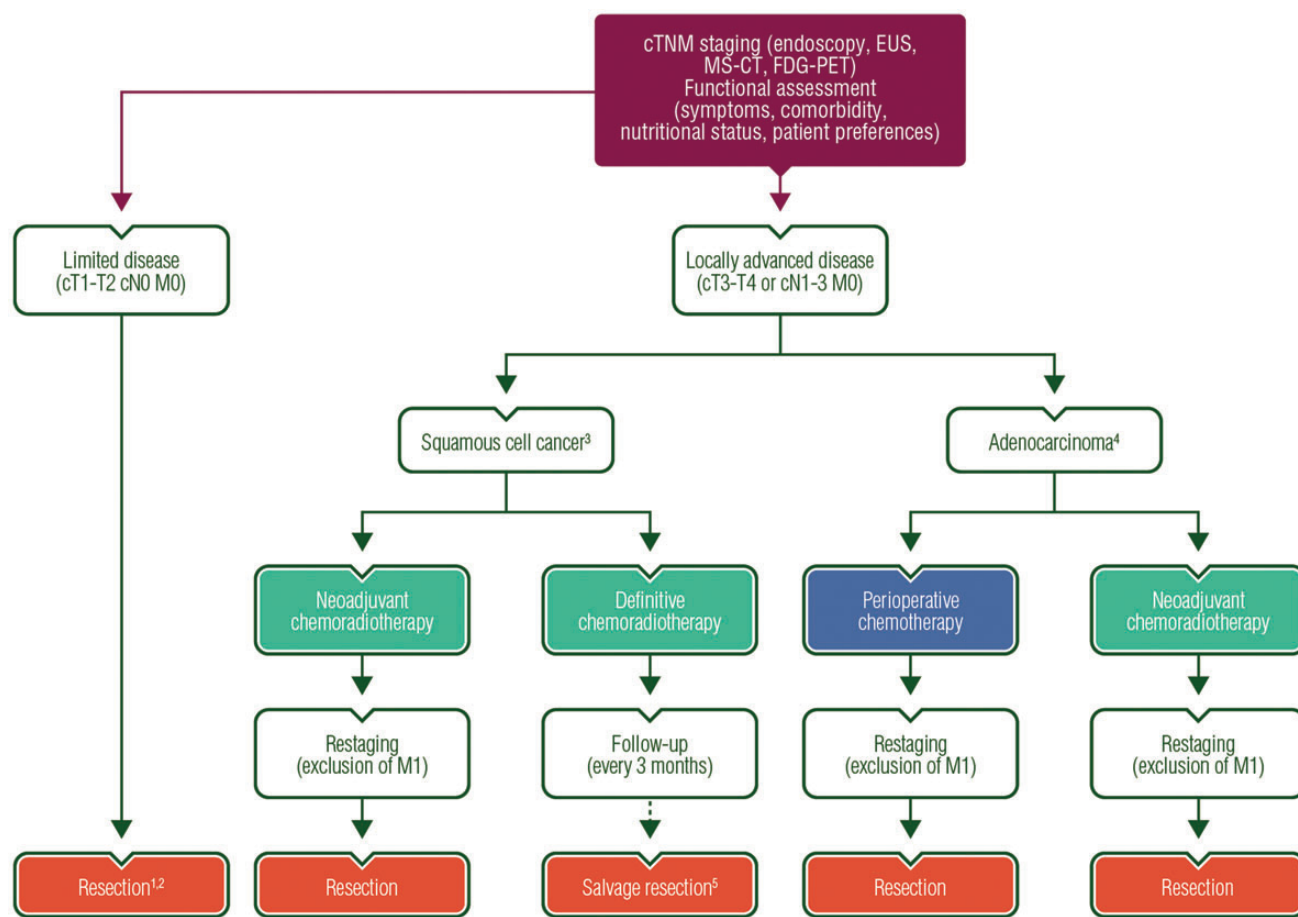 cTNM staging (endoscopy, EUS,
MS-CT, FDG-PET)
Functional assessment
(symptoms, comorbidity,
nutritional status, patient preferences)
Limited disease
(cT1-T2 cN0 M0)
Locally advanced disease
(cT3-T4 or cN1-3 M0)
Squamous cell cancer³
Adenocarcinoma⁴
Neoadjuvant
chemoradiotherapy
Definitive
chemoradiotherapy
Perioperative
chemotherapy
Neoadjuvant
chemoradiotherapy
Restaging
(exclusion of M1)
Follow-up
(every 3 months)
Restaging
(exclusion of M1)
Restaging
(exclusion of M1)
Resection¹,²
Resection
Salvage resection⁵
Resection
Resection